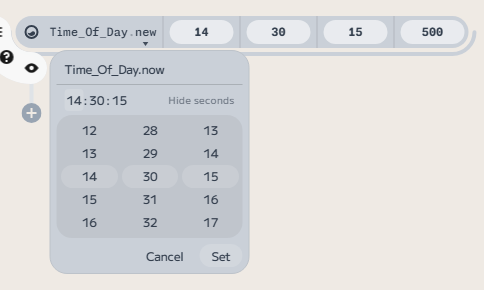 Time_Of_Day.new 14 30 15 500
Time_Of_Day.now
14:30:15 Hide seconds
12 28 13
13 29 14
14 30 15
15 31 16
16 32 17
Cancel Set